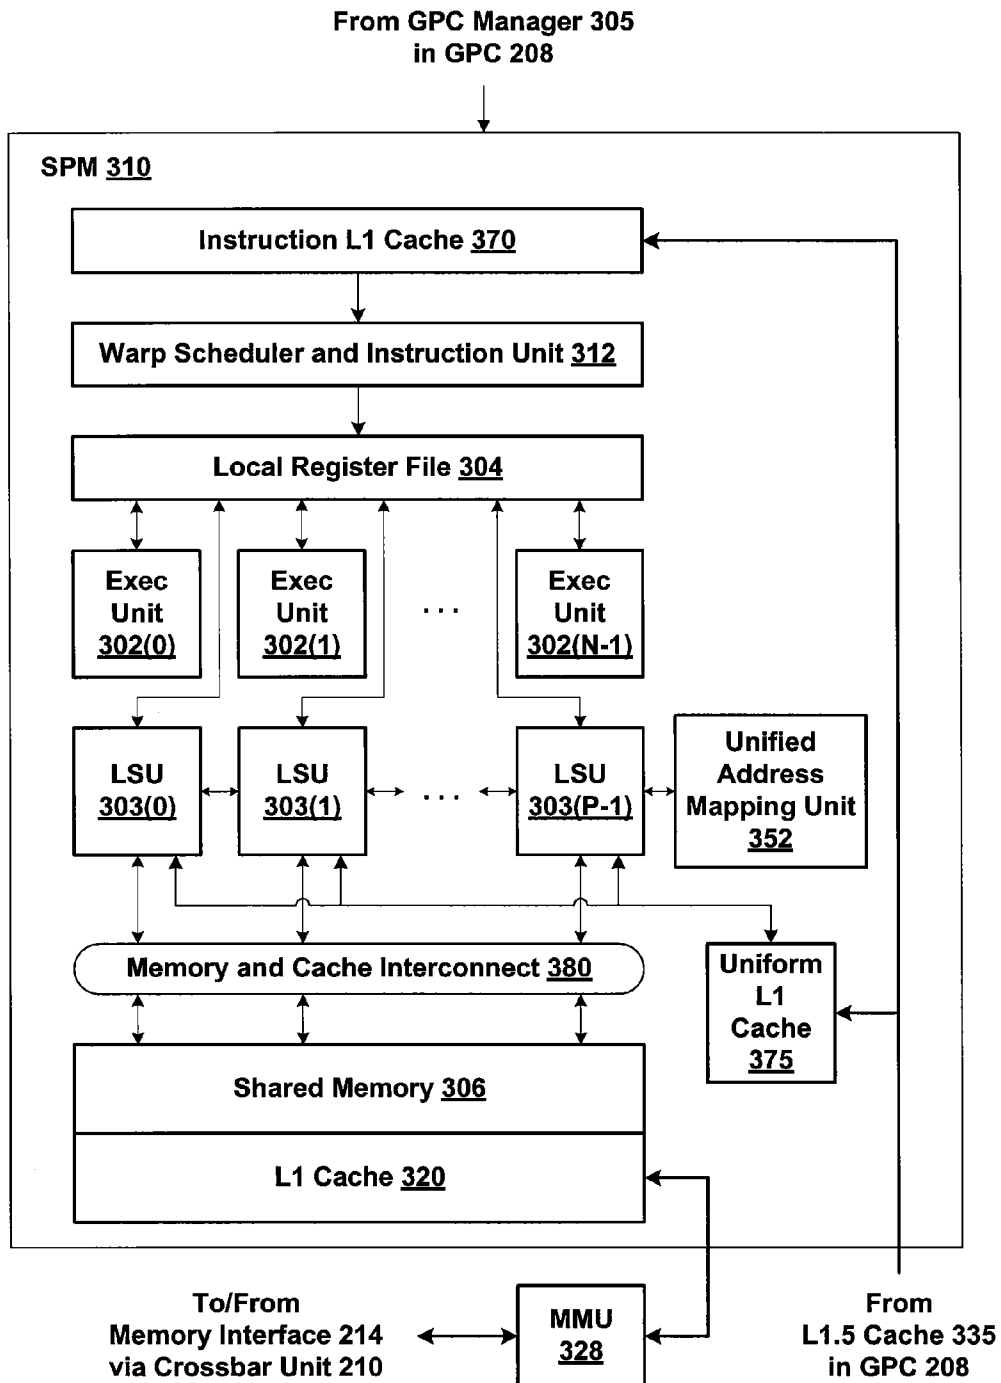 From GPC Manager 305
in GPC 208
SPM 310
Instruction L1 Cache 370
Warp Scheduler and Instruction Unit 312
Local Register File 304
Exec
Unit
302(0)
Exec
Unit
302(1)
. . .
Exec
Unit
302(N-1)
LSU
303(0)
LSU
303(1)
. . .
LSU
303(P-1)
Unified
Address
Mapping Unit
352
Memory and Cache Interconnect 380
Uniform
L1
Cache
375
Shared Memory 306
L1 Cache 320
To/From
Memory Interface 214
via Crossbar Unit 210
MMU
328
From
L1.5 Cache 335
in GPC 208